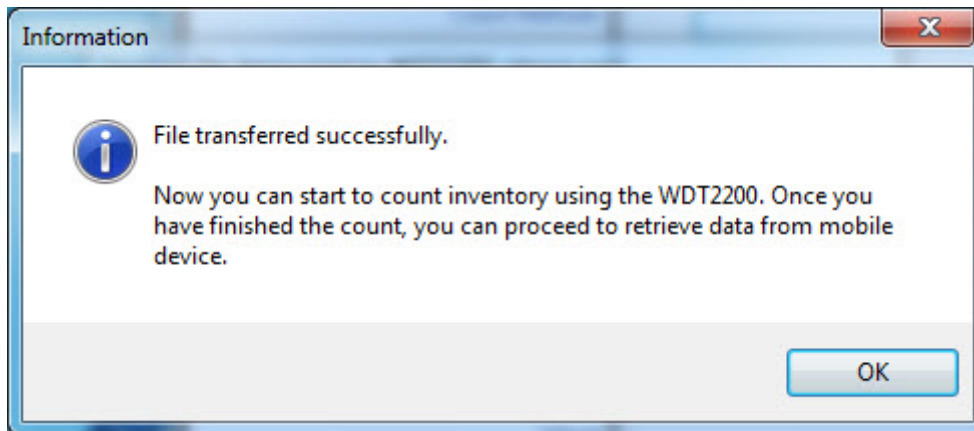 Information
File transferred successfully.
Now you can start to count inventory using the WDT2200. Once you
have finished the count, you can proceed to retrieve data from mobile
device.
OK